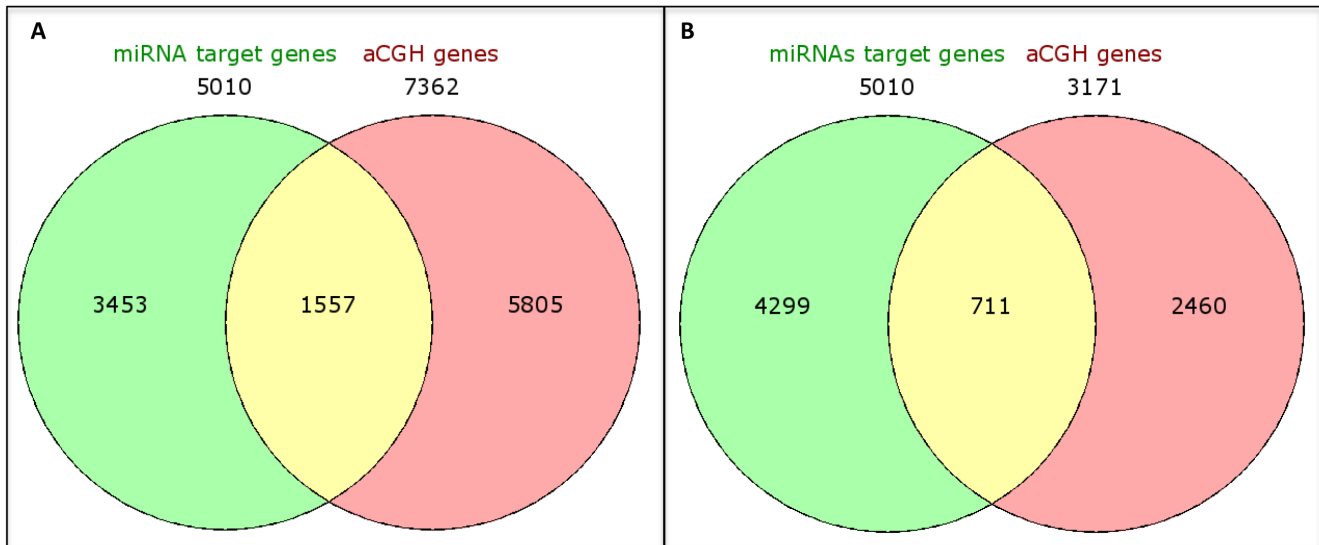 A
miRNA target genes aCGH genes
5010 7362
3453 1557 5805
B
miRNAs target genes aCGH genes
5010 3171
4299 711 2460